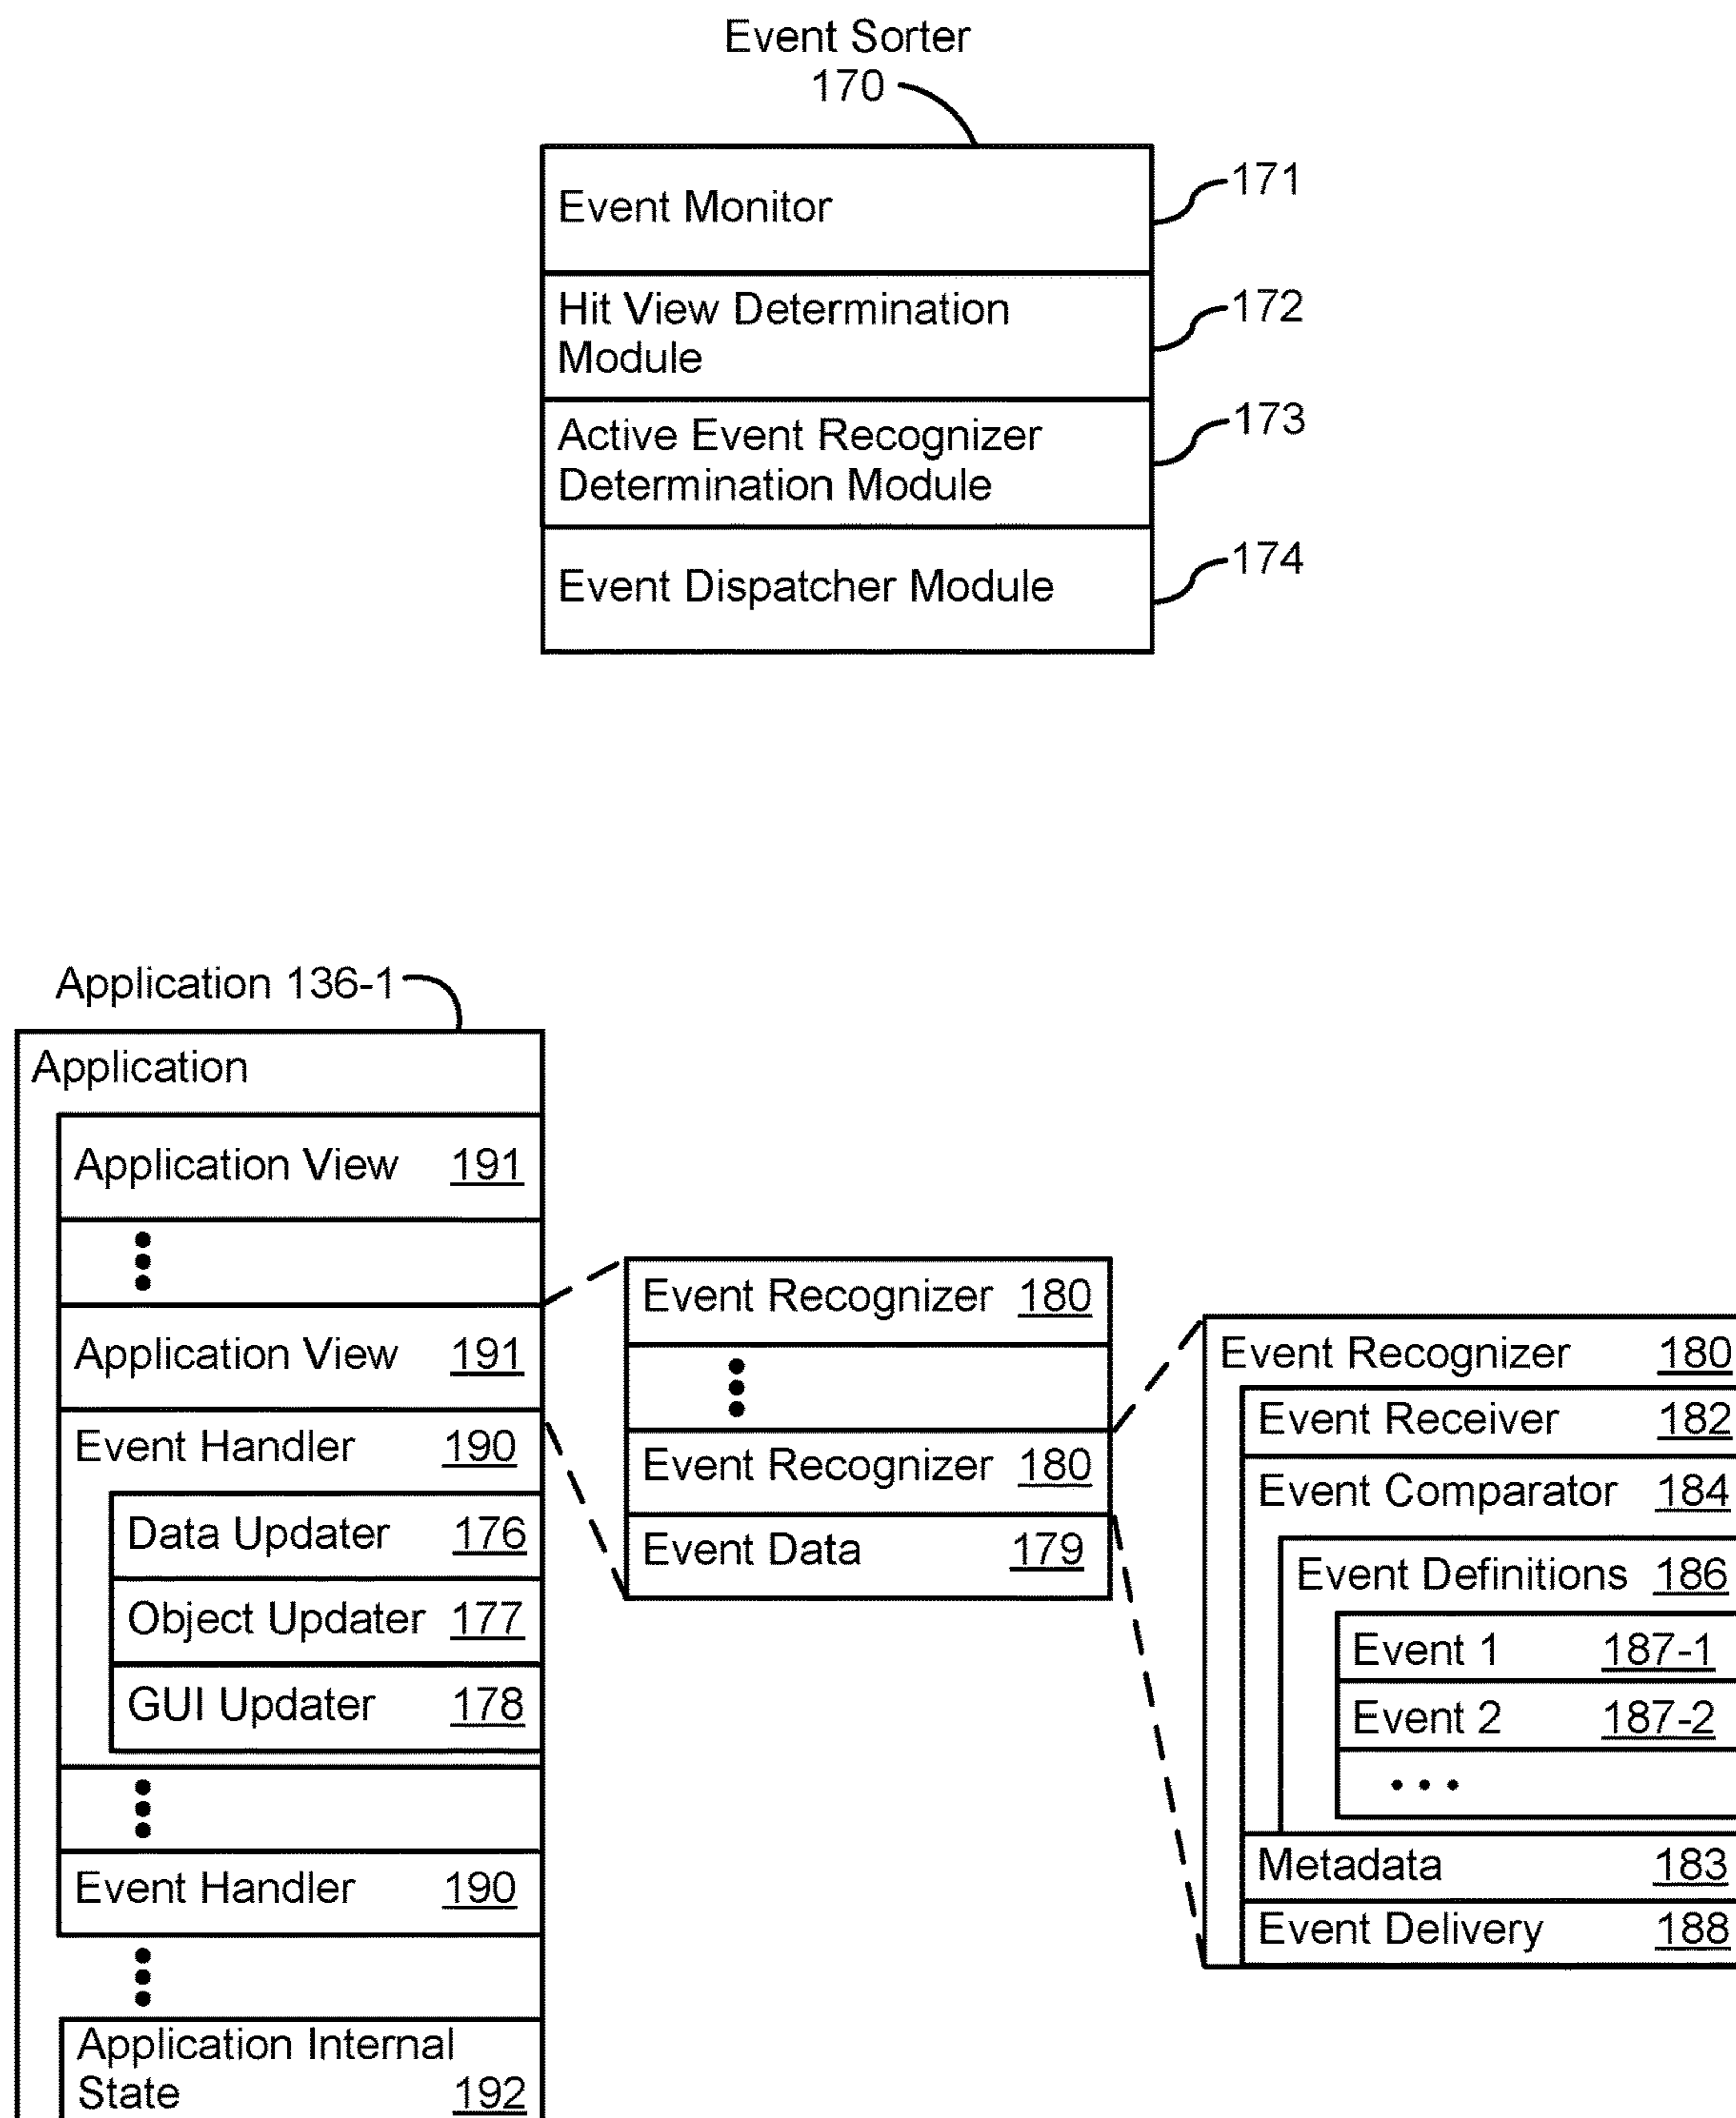 Event Sorter
170
Event Monitor
171
Hit View Determination
Module
172
Active Event Recognizer
Determination Module
173
Event Dispatcher Module
174
Application 136-1
Application
Application View 191
Application View 191
Event Handler 190
Data Updater 176
Object Updater 177
GUI Updater 178
Event Handler 190
Application Internal
State 192
Event Recognizer 180
Event Recognizer 180
Event Data 179
Event Recognizer 180
Event Receiver 182
Event Comparator 184
Event Definitions 186
Event 1 187-1
Event 2 187-2
• • •
Metadata 183
Event Delivery 188